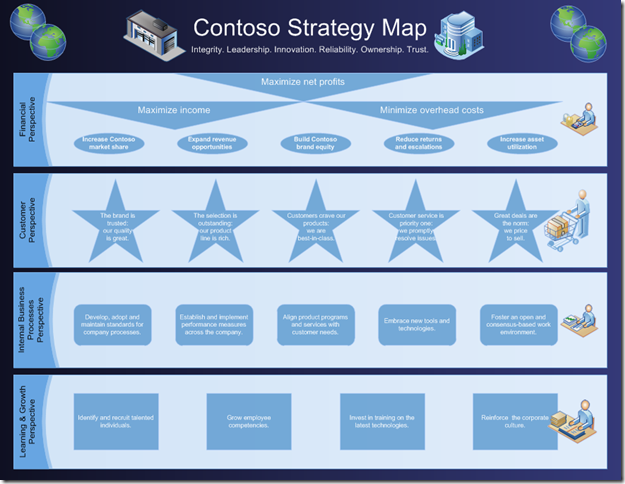 Contoso Strategy Map
Integrity. Leadership. Innovation. Reliability. Ownership. Trust.
Financial
Perspective
Maximize net profits
Maximize income
Minimize overhead costs
Increase Contoso
market share
Expand revenue
opportunities
Build Contoso
brand equity
Reduce returns
and escalations
Increase asset
utilization
Customer
Perspective
The brand is
trusted:
our quality
is great.
The selection is
outstanding:
our product
line is rich.
Customers crave our
products:
we are
best-in-class.
Customer service is
priority one:
we promptly
resolve issues.
Great deals are
the norm:
we price
to sell.
Internal Business
Processes
Perspective
Develop, adopt and
maintain standards for
company processes.
Establish and implement
performance measures
across the company.
Align product programs
and services with
customer needs.
Embrace new tools and
technologies.
Foster an open and
consensus-based work
environment.
Learning & Growth
Perspective
Identify and recruit talented
individuals.
Grow employee
competencies.
Invest in training on the
latest technologies.
Reinforce the corporate
culture.